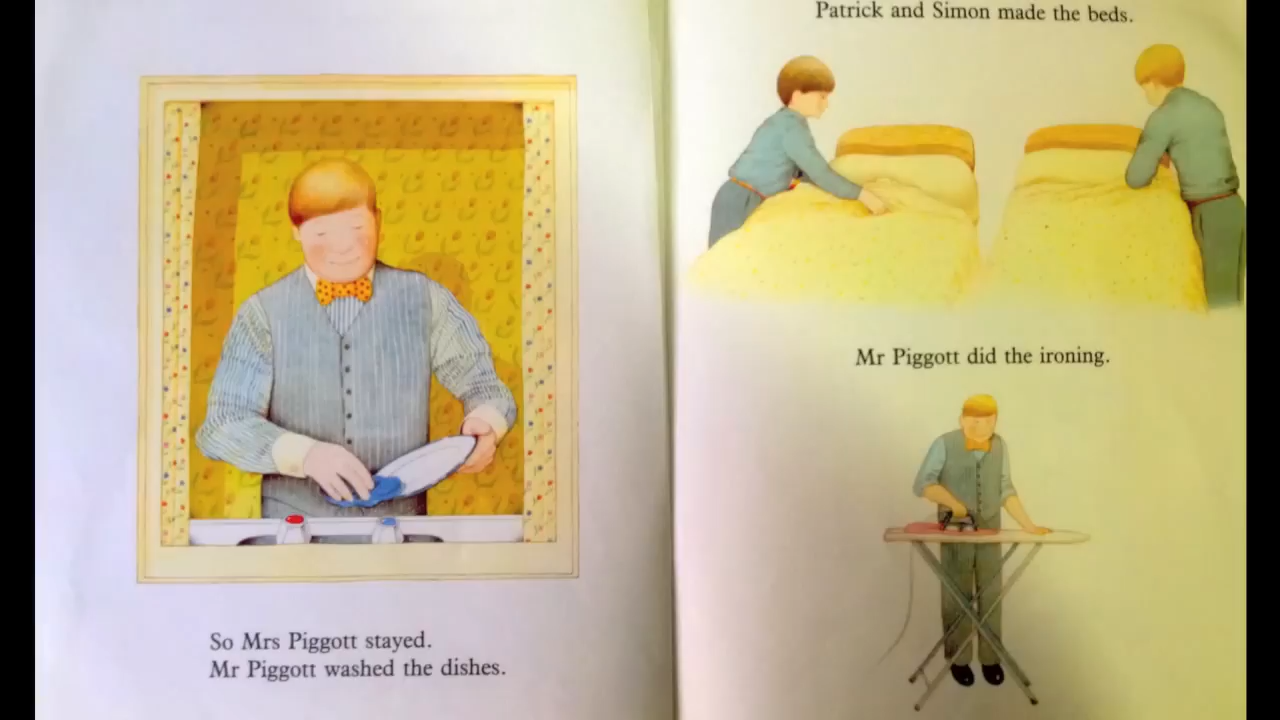 So Mrs Piggott stayed.
Mr Piggott washed the dishes.
Patrick and Simon made the beds.
Mr Piggott did the ironing.